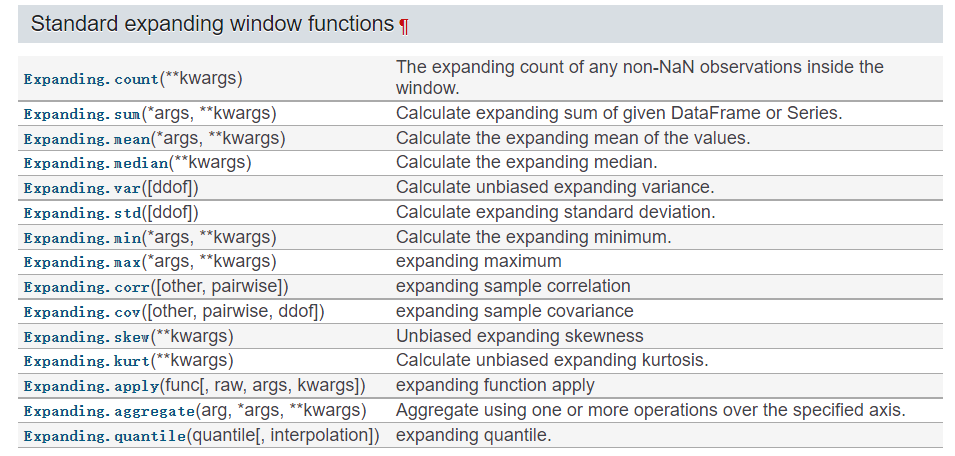 Standard expanding window functions ¶
Expanding.count(**kwargs) The expanding count of any non-NaN observations inside the
window.
Expanding.sum(*args, **kwargs) Calculate expanding sum of given DataFrame or Series.
Expanding.mean(*args, **kwargs) Calculate the expanding mean of the values.
Expanding.median(**kwargs) Calculate the expanding median.
Expanding.var([ddof]) Calculate unbiased expanding variance.
Expanding.std([ddof]) Calculate expanding standard deviation.
Expanding.min(*args, **kwargs) Calculate the expanding minimum.
Expanding.max(*args, **kwargs) expanding maximum
Expanding.corr([other, pairwise]) expanding sample correlation
Expanding.cov([other, pairwise, ddof]) expanding sample covariance
Expanding.skew(**kwargs) Unbiased expanding skewness
Expanding.kurt(**kwargs) Calculate unbiased expanding kurtosis.
Expanding.apply(func[, raw, args, kwargs]) expanding function apply
Expanding.aggregate(arg, *args, **kwargs) Aggregate using one or more operations over the specified axis.
Expanding.quantile(quantile[, interpolation]) expanding quantile.